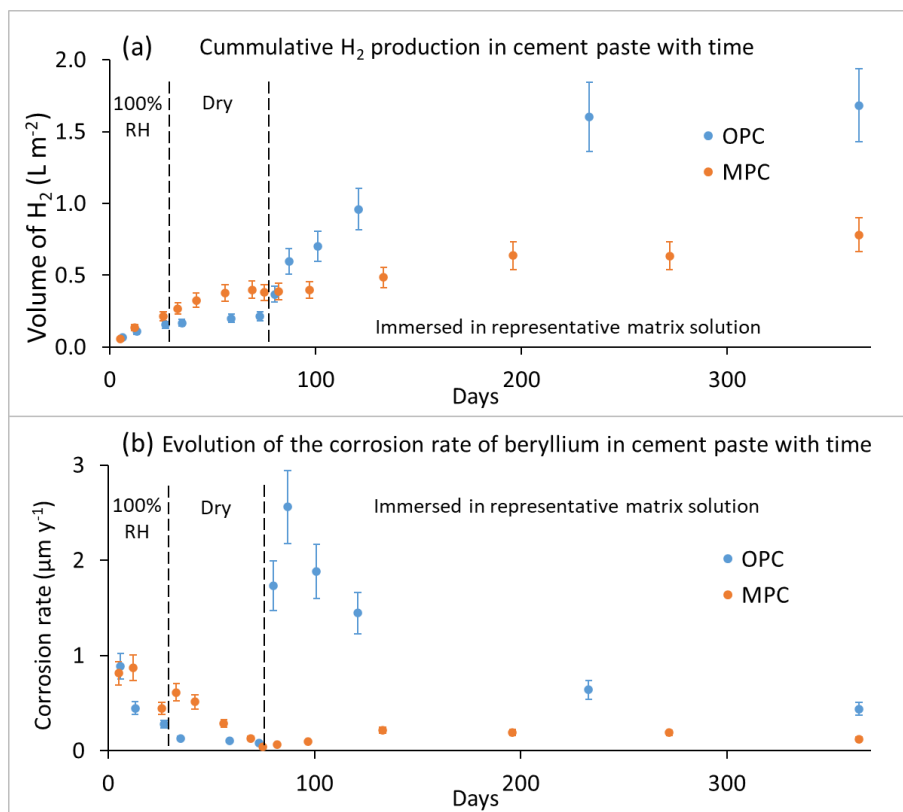 (a) Cummulative H₂ production in cement paste with time
Volume of H₂ (L m⁻²)
2.0
1.5
1.0
0.5
0.0
100%
RH
Dry
OPC
MPC
Immersed in representative matrix solution
0 100 200 300
Days
(b) Evolution of the corrosion rate of beryllium in cement paste with time
Corrosion rate (µm y⁻¹)
3
2
1
0
100%
RH
Dry
Immersed in representative matrix solution
OPC
MPC
0 100 200 300
Days